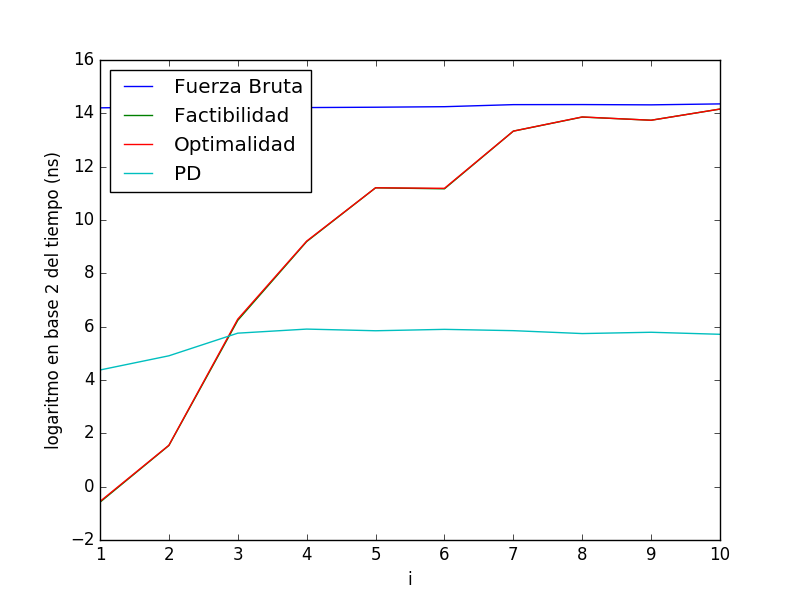 16
14
12
10
8
6
4
2
0
−2
logaritmo en base 2 del tiempo (ns)
Fuerza Bruta
Factibilidad
Optimalidad
PD
1 2 3 4 5 6 7 8 9 10
i